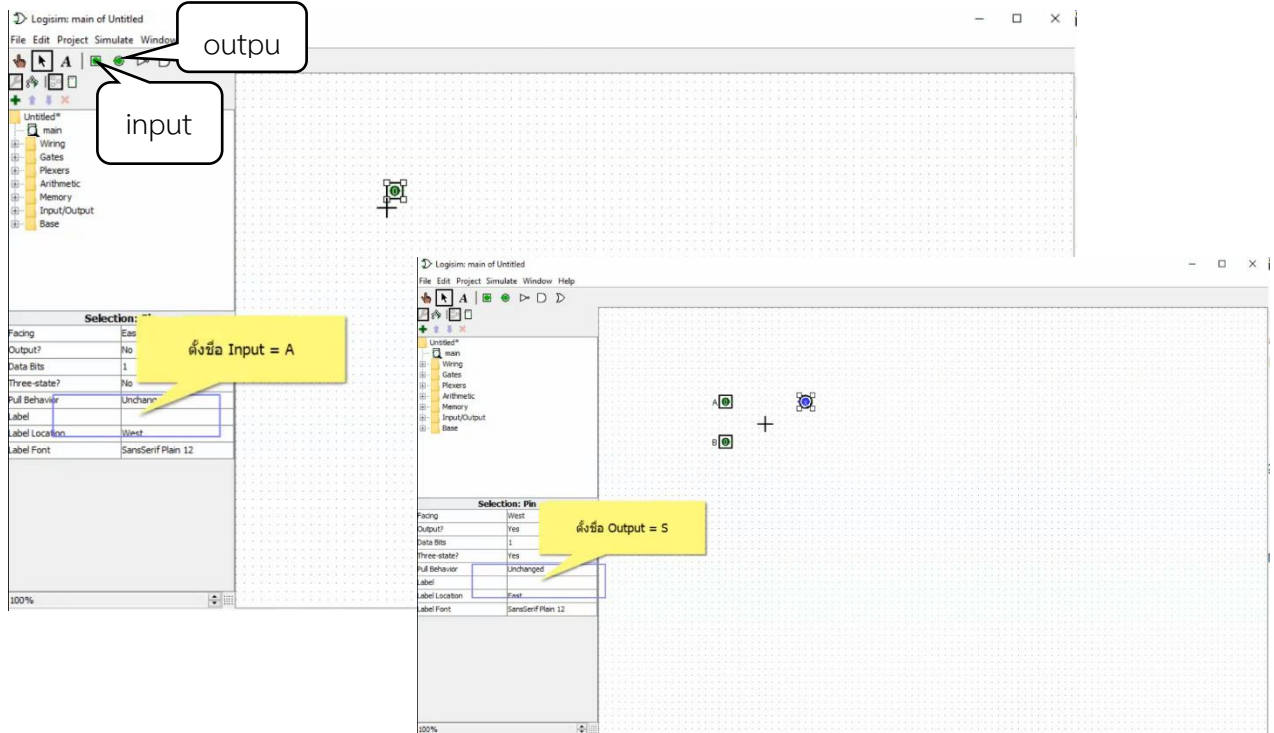 Logisim: main of Untitled
File Edit Project Simulate Window
outpu
A
input
Untitled*
main
Wiring
Gates
Plexers
Arithmetic
Memory
Input/Output
Base
Selection:
Facing Eas
Output? No
Data Bits 1
Three-state? No
Pull Behavior Unchang
Label
Label Location West
Label Font SansSerif Plain 12
ตั้งชื่อ Input = A
100%
Logisim: main of Untitled
File Edit Project Simulate Window Help
A
Untitled*
main
Wiring
Gates
Plexers
Arithmetic
Memory
Input/Output
Base
A
B
Selection: Pin
Facing West
Output? Yes
Data Bits 1
Three-state? Yes
Pull Behavior Unchanged
Label
Label Location East
Label Font SansSerif Plain 12
ตั้งชื่อ Output = S
100%